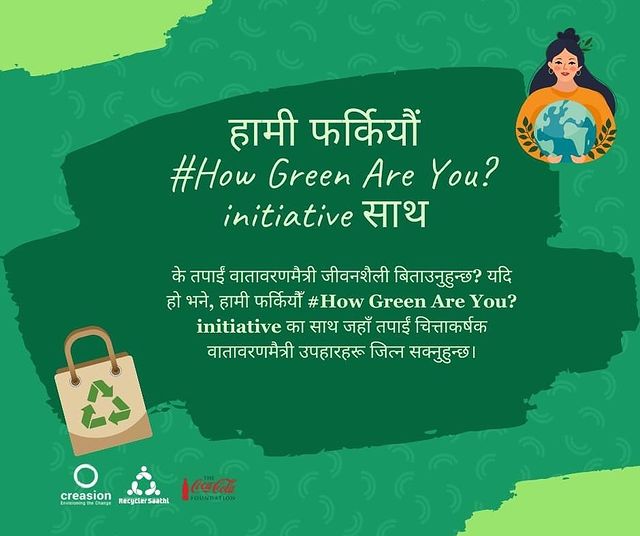 हामी फर्कियौं
#How Green Are You?
initiative साथ
के तपाईं वातावरणमैत्री जीवनशैली बिताउनुहुन्छ? यदि
हो भने, हामी फर्कियौँ #How Green Are You?
initiative का साथ जहाँ तपाईं चित्ताकर्षक
वातावरणमैत्री उपहारहरू जित्न सक्नुहुन्छ।
creasion
Envisioning the Change
Recycler Saathi
THE
Coca-Cola
FOUNDATION